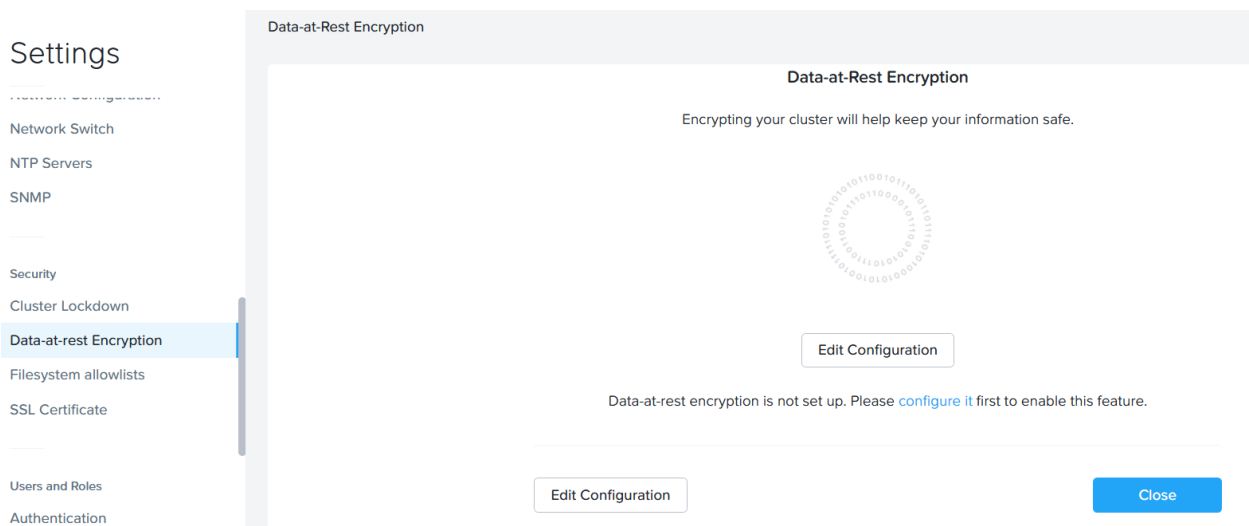 Data-at-Rest Encryption
Settings
Network Configuration
Network Switch
NTP Servers
SNMP
Security
Cluster Lockdown
Data-at-rest Encryption
Filesystem allowlists
SSL Certificate
Users and Roles
Authentication
Data-at-Rest Encryption
Encrypting your cluster will help keep your information safe.
Edit Configuration
Data-at-rest encryption is not set up. Please configure it first to enable this feature.
Edit Configuration
Close